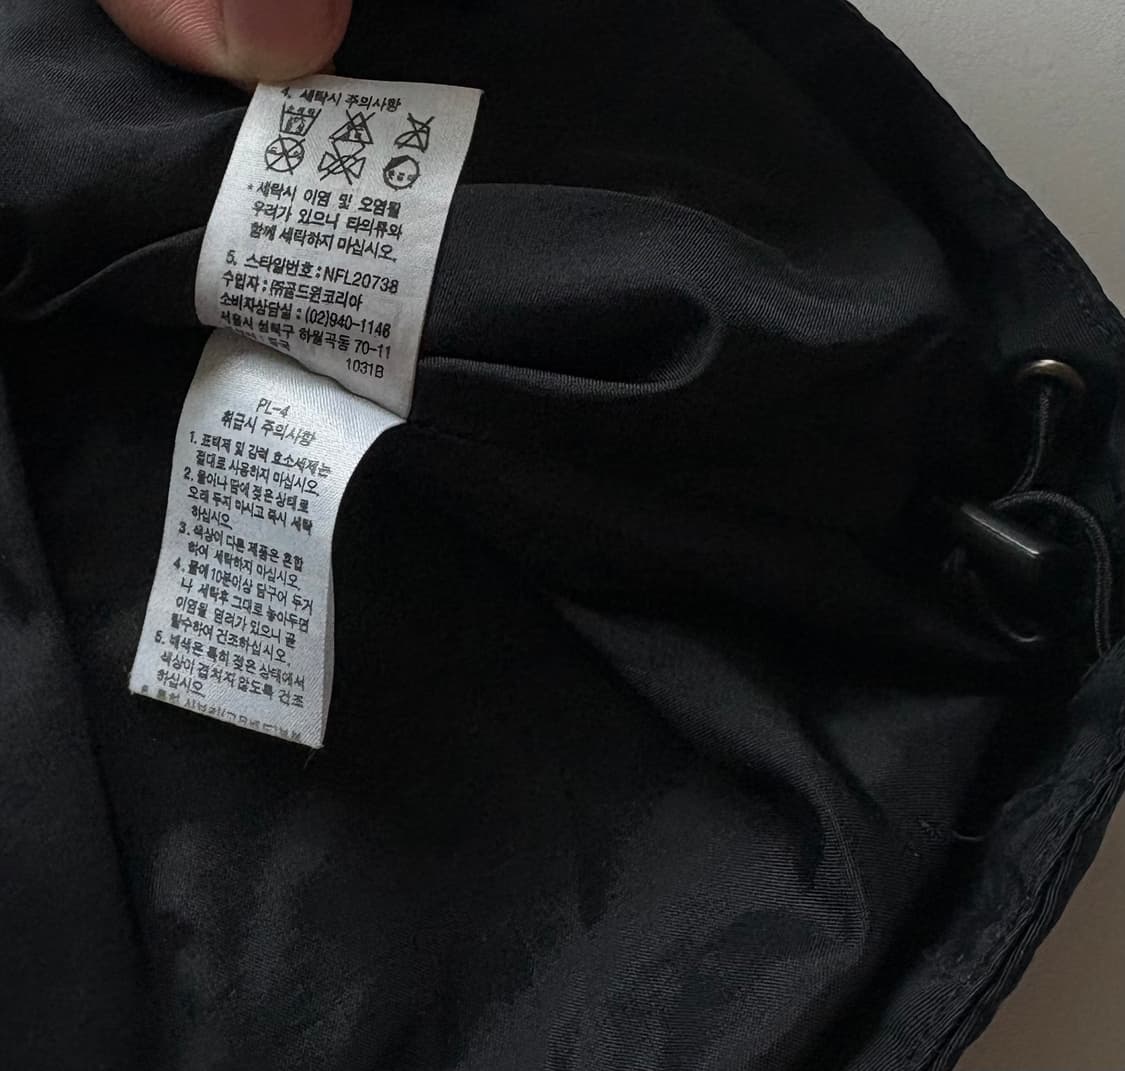 4. 세탁시 주의사항
손세탁
손짐김
* 세탁시 이염 및 오염될
우려가 있으니 타의류와
함께 세탁하지 마십시오.
5. 스타일번호:NFL20738
수입자:㈜골드윈코리아
소비자상담실:(02)940-1146
서울시 성북구 하월곡동 70-11
1031B
PL-4
취급시 주의사항
1. 표백제 및 강력 효소세제는
절대로 사용하지 마십시오.
2. 물이나 땀에 젖은 상태로
오래 두지 마시고 즉시 세탁
하십시오
3. 색상이 다른 제품은 혼합
하여 세탁하지 마십시오.
4. 물에 10분이상 담구어 두거
나 세탁후 그대로 놓아두면
이염될 염려가 있으니 곧
탈수하여 건조하십시오.
5. 배색은 특히 젖은 상태에서
색상이 겹쳐지 않도록 건조
하십시오